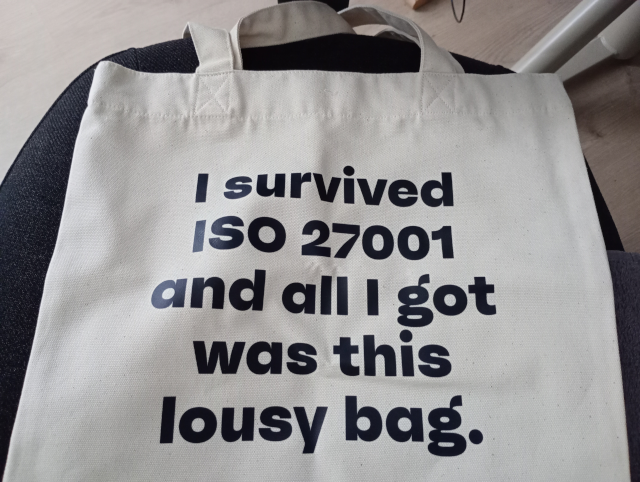 I survived
ISO 27001
and all I got
was this
lousy bag.